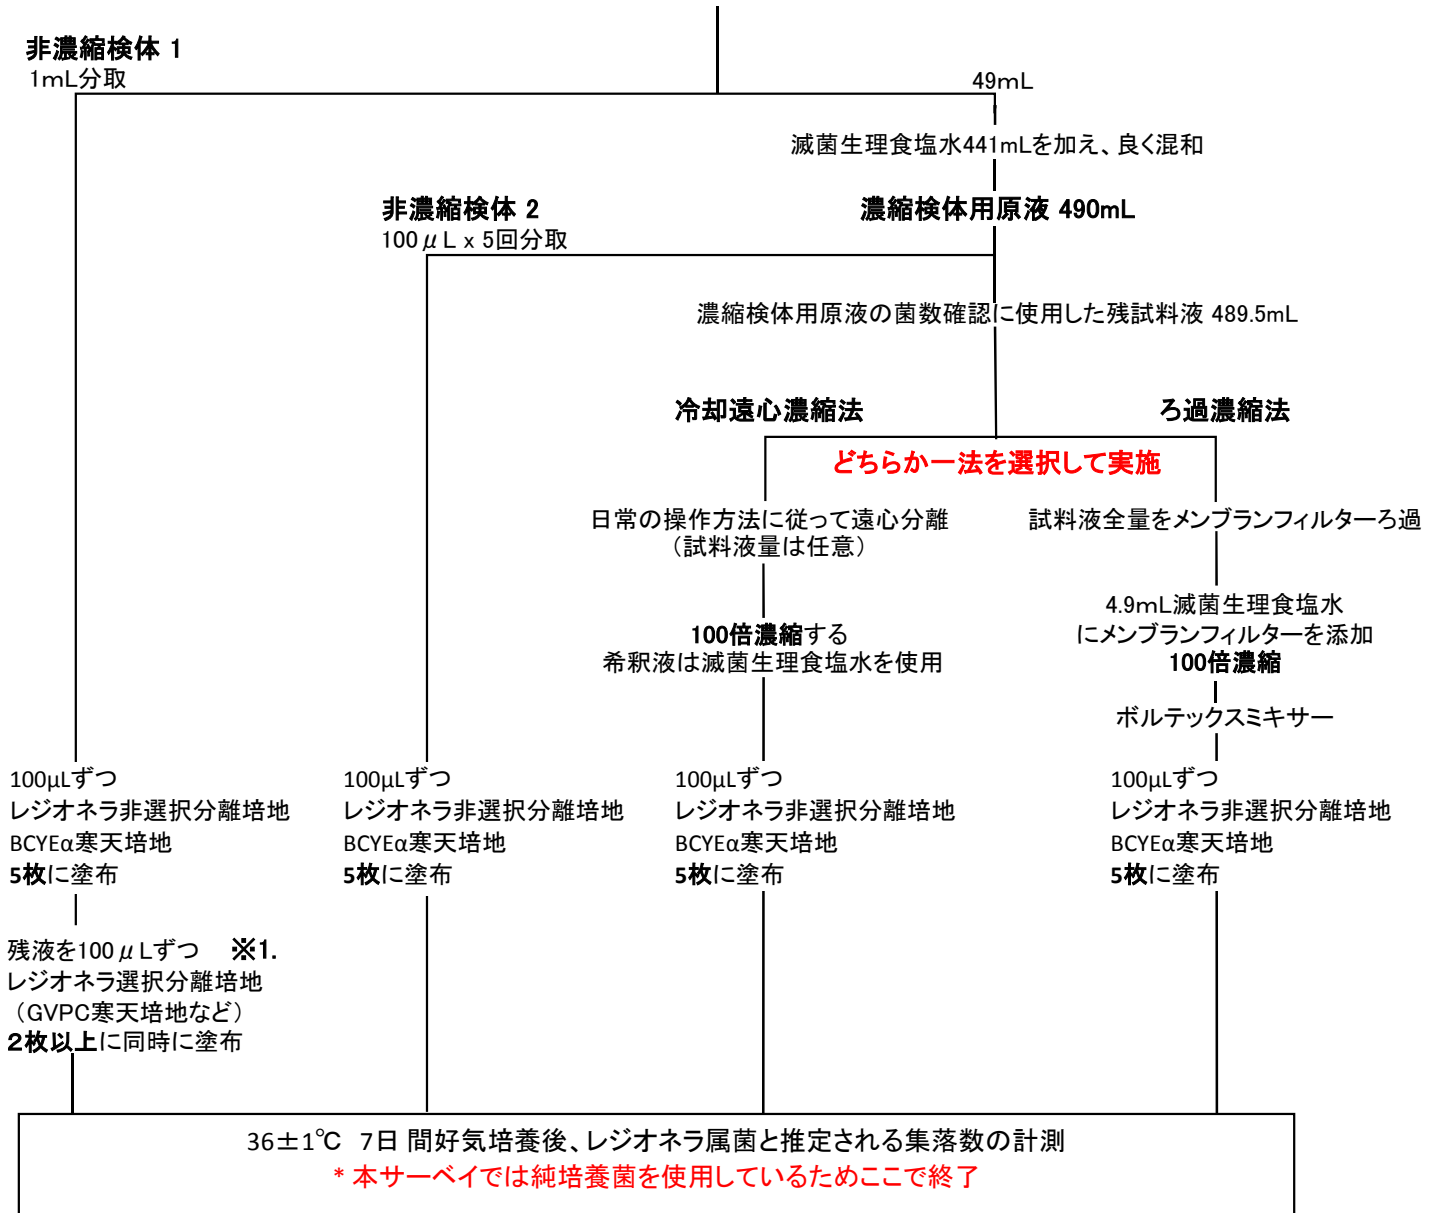 非濃縮検体 1
1mL分取
49mL
滅菌生理食塩水441mLを加え、良く混和
非濃縮検体 2
100μL x 5回分取
濃縮検体用原液 490mL
濃縮検体用原液の菌数確認に使用した残試料液 489.5mL
冷却遠心濃縮法
ろ過濃縮法
どちらか一法を選択して実施
日常の操作方法に従って遠心分離
（試料液量は任意）
100倍濃縮する
希釈液は滅菌生理食塩水を使用
試料液全量をメンブランフィルターろ過
4.9mL滅菌生理食塩水
にメンブランフィルターを添加
100倍濃縮
ボルテックスミキサー
100μLずつ
レジオネラ非選択分離培地
BCYEα寒天培地
5枚に塗布
100μLずつ
レジオネラ非選択分離培地
BCYEα寒天培地
5枚に塗布
100μLずつ
レジオネラ非選択分離培地
BCYEα寒天培地
5枚に塗布
100μLずつ
レジオネラ非選択分離培地
BCYEα寒天培地
5枚に塗布
残液を100μLずつ ※1.
レジオネラ選択分離培地
（GVPC寒天培地など）
2枚以上に同時に塗布
36±1℃ 7日 間好気培養後、レジオネラ属菌と推定される集落数の計測
* 本サーベイでは純培養菌を使用しているためここで終了